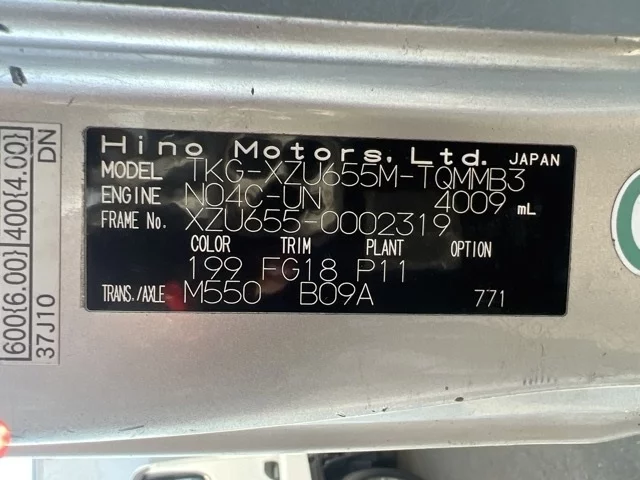 Hino Motors, Ltd. JAPAN
MODEL TKG-XZU655M-TQMMB3
ENGINE N04C-UN 4009 mL
FRAME No. XZU655-0002319
COLOR TRIM PLANT OPTION
199 FG18 P11
TRANS./AXLE M550 B09A 771
600{6.00} 400{4.00}
37J10 DN